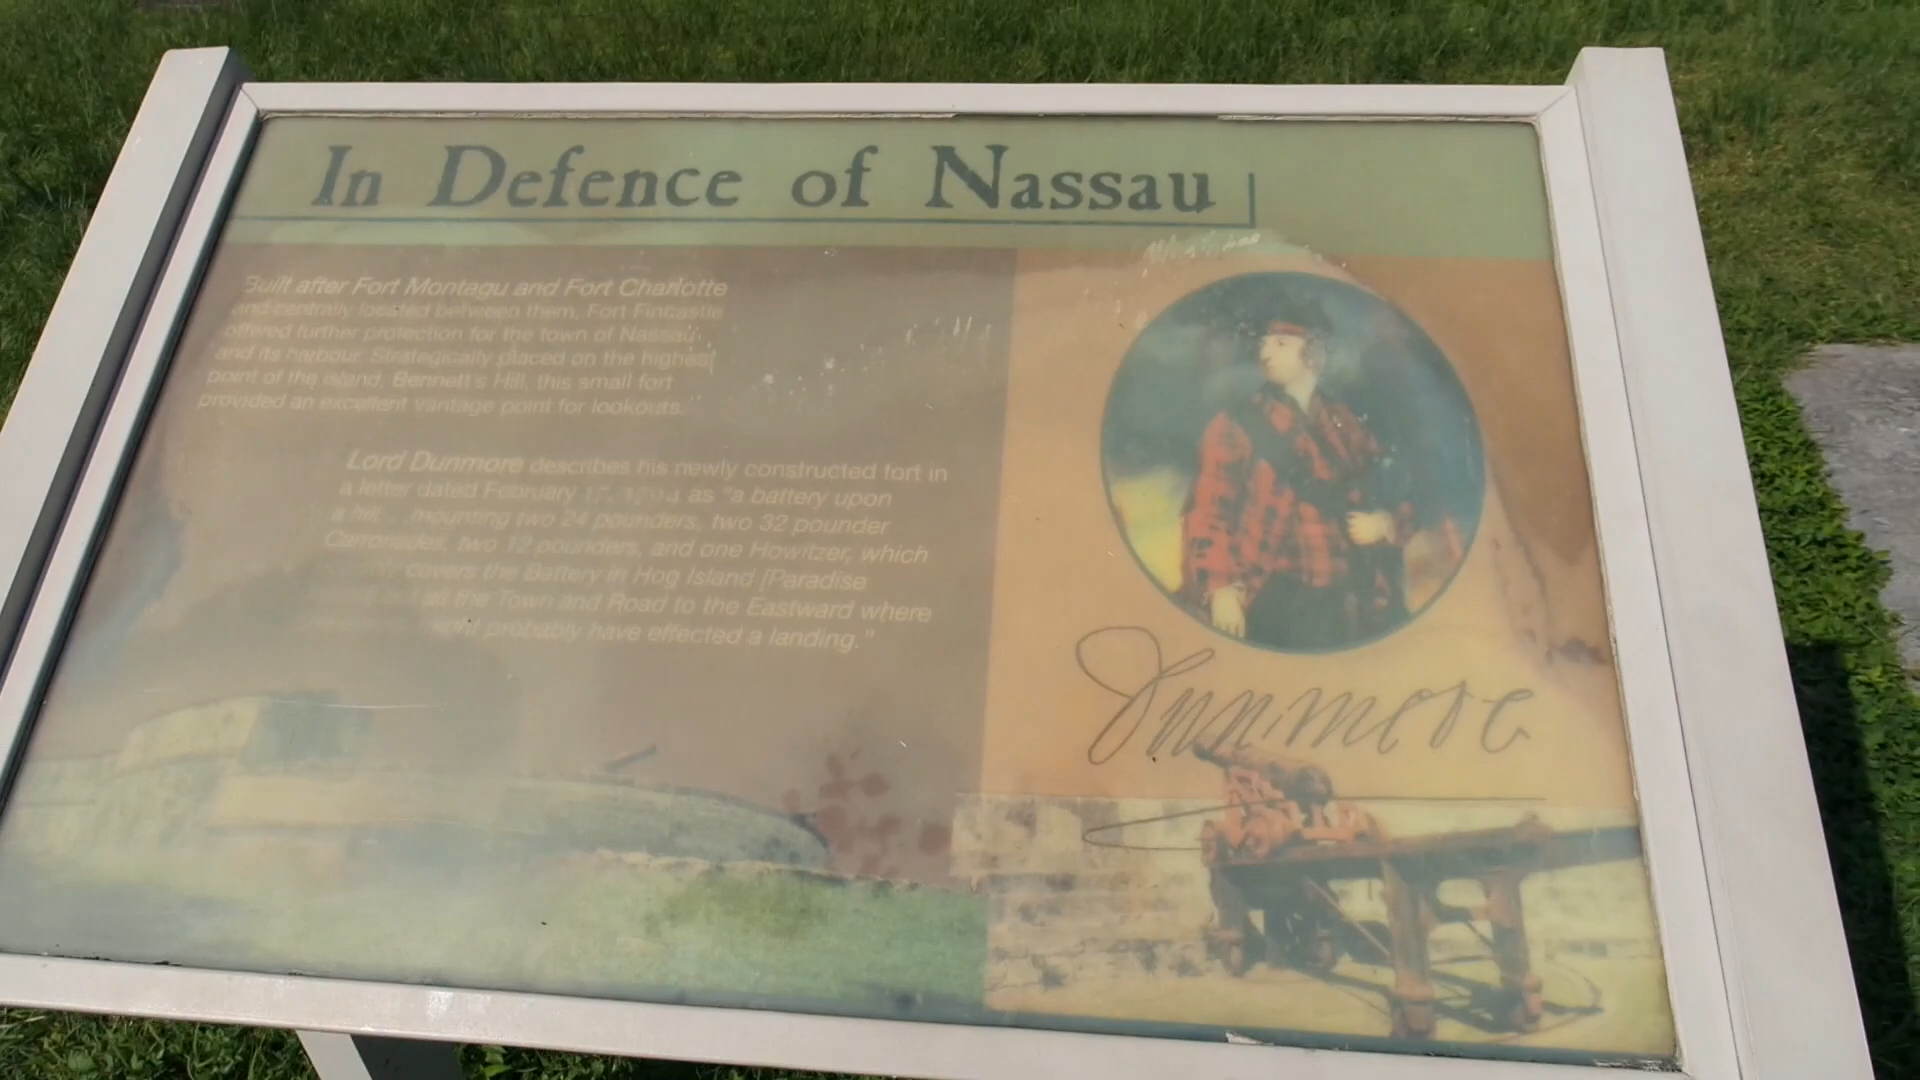 In Defence of Nassau
Built after Fort Montagu and Fort Charlotte
and centrally located between them, Fort Fincastle
offered further protection for the town of Nassau
and its harbour. Strategically placed on the highest
point of the island, Bennett's Hill, this small fort
provided an excellent vantage point for lookouts.
Lord Dunmore describes his newly constructed fort in
a letter dated February as "a battery upon
a hill... mounting two 24 pounders, two 32 pounder
Carronades, two 12 pounders, and one Howitzer, which
covers the Battery in Hog Island [Paradise
all the Town and Road to the Eastward where
probably have effected a landing."
Dunmore